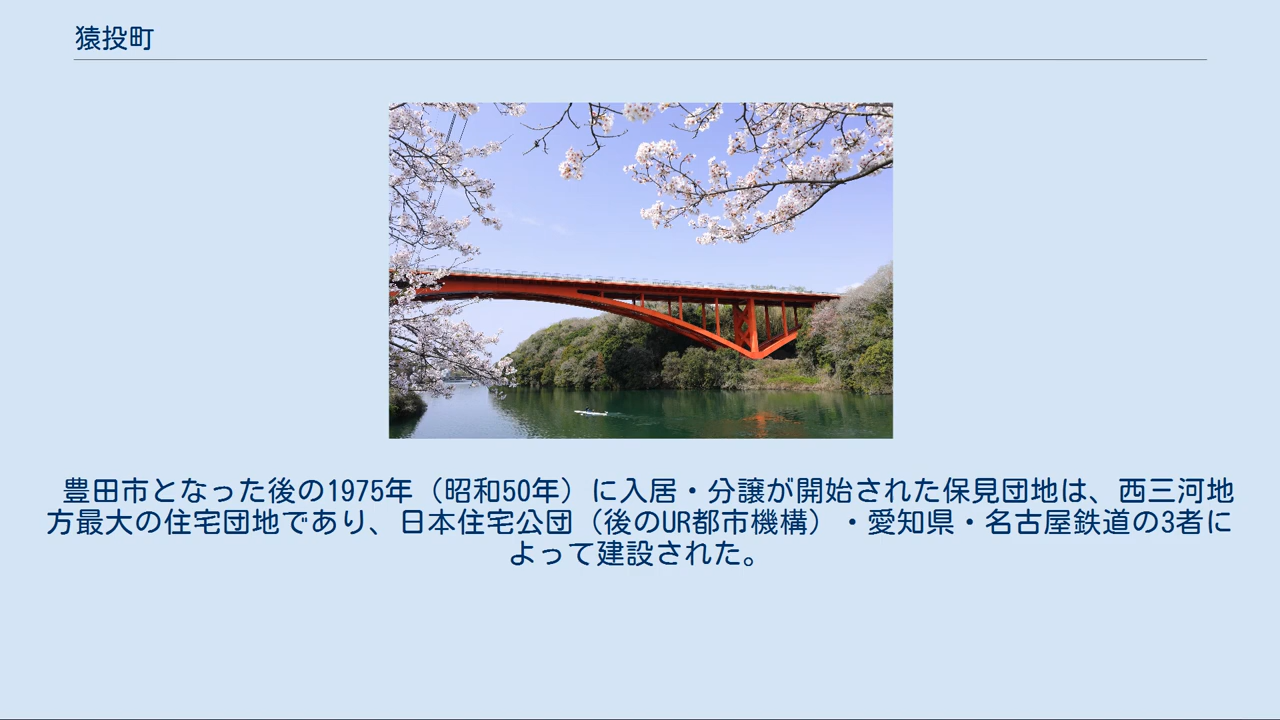 猿投町
豊田市となった後の1975年（昭和50年）に入居・分譲が開始された保見団地は、西三河地
方最大の住宅団地であり、日本住宅公団（後のUR都市機構）・愛知県・名古屋鉄道の3者に
よって建設された。